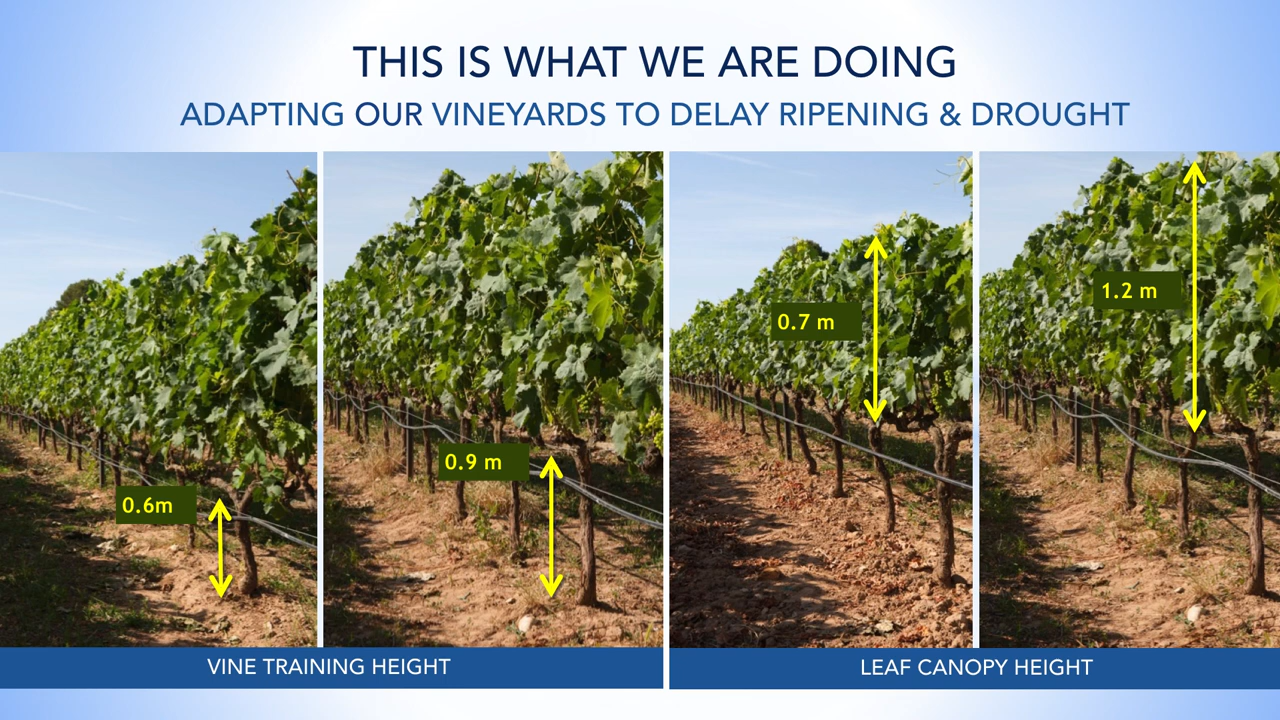 THIS IS WHAT WE ARE DOING
ADAPTING OUR VINEYARDS TO DELAY RIPENING & DROUGHT
0.6m
0.9 m
0.7 m
1.2 m
VINE TRAINING HEIGHT
LEAF CANOPY HEIGHT